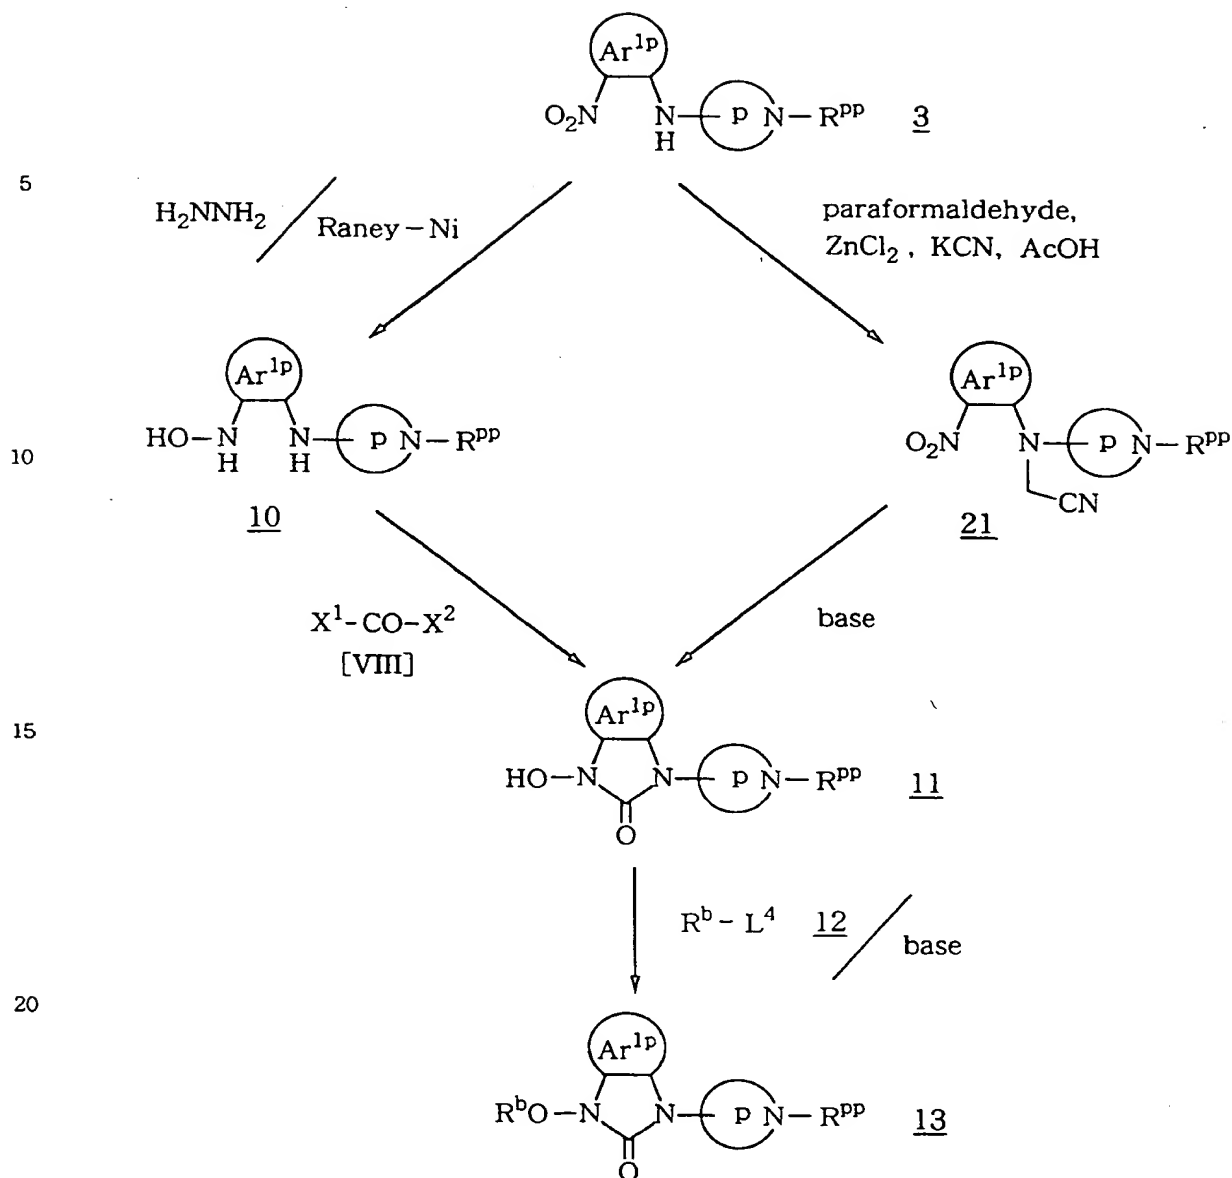 Ar¹ᵖ
O₂N N H p N–Rᵖᵖ 3
5
H₂NNH₂ / Raney–Ni
paraformaldehyde,
ZnCl₂ , KCN, AcOH
Ar¹ᵖ Ar¹ᵖ
HO–N H N H p N–Rᵖᵖ
O₂N N p N–Rᵖᵖ
10
CN
10 21
X¹–CO–X²
[VIII]
base
Ar¹ᵖ
15
HO–N N p N–Rᵖᵖ 11
O
Rᵇ–L⁴ 12 / base
20
Ar¹ᵖ
RᵇO–N N p N–Rᵖᵖ 13
O